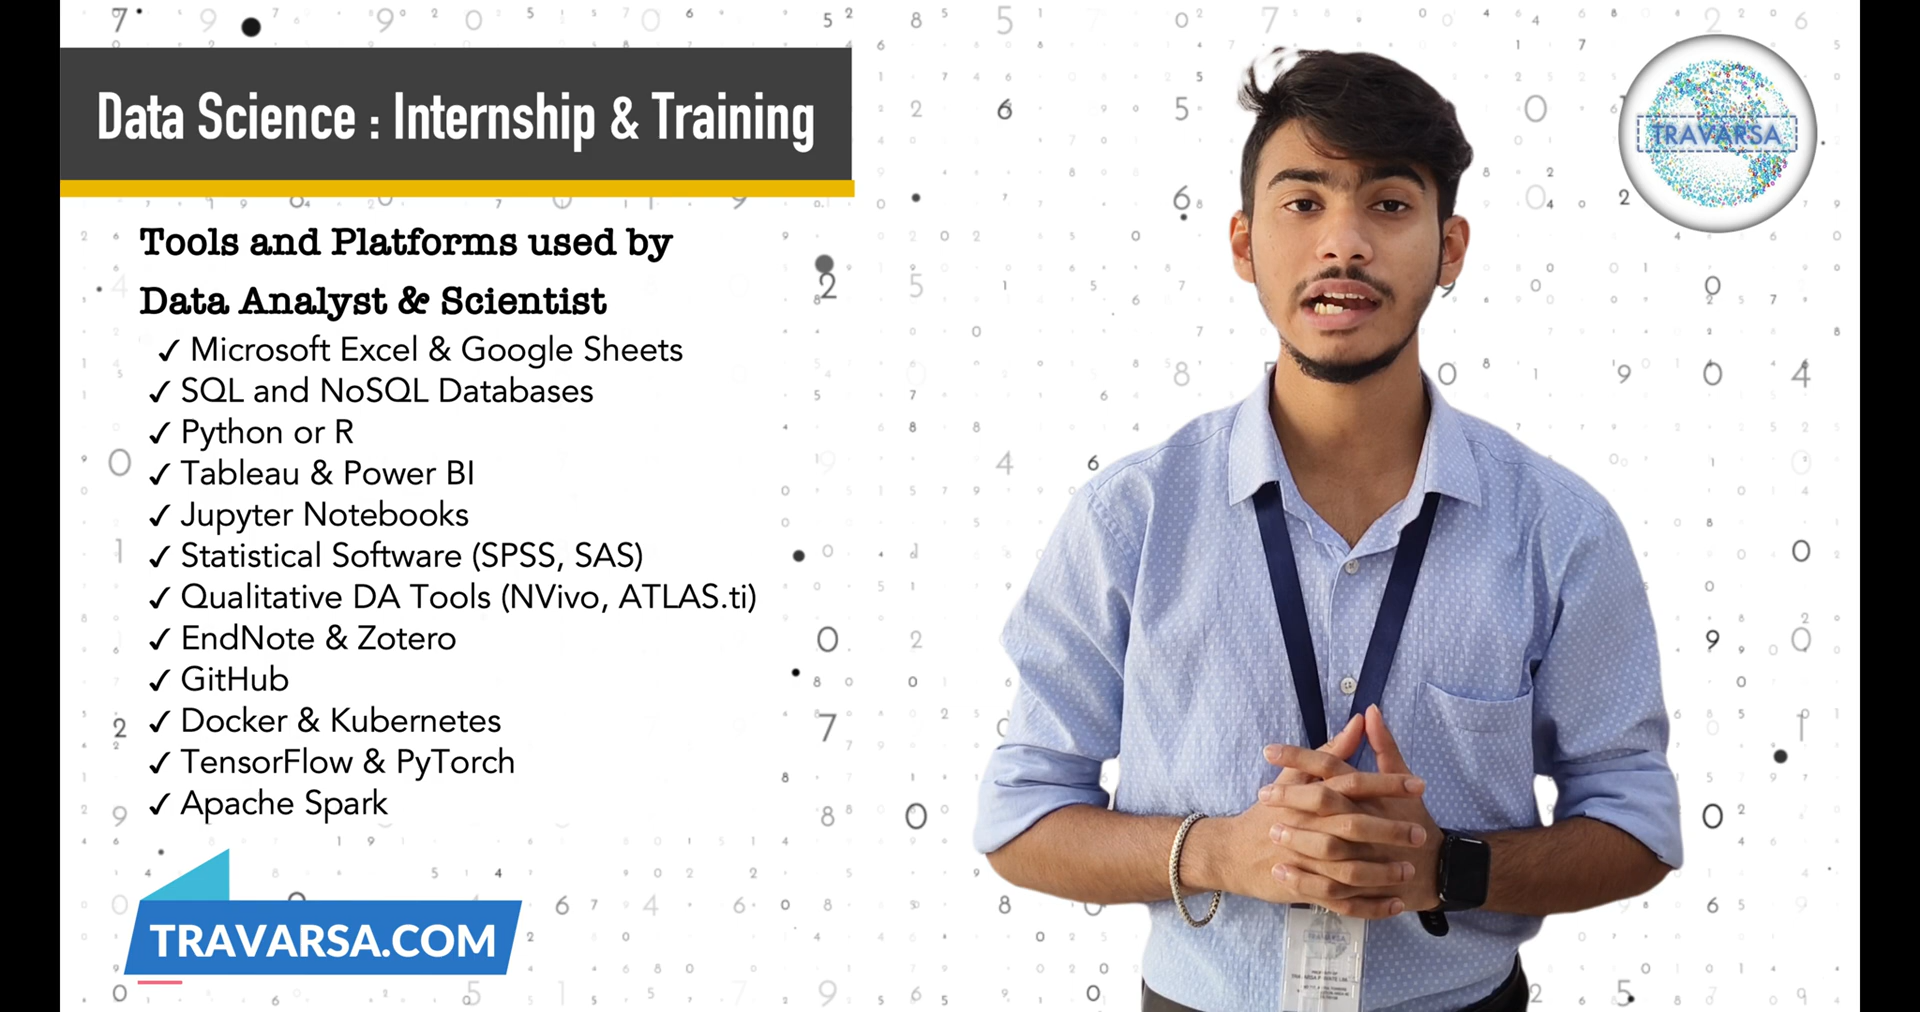 Data Science : Internship & Training
TRAVARSA
Tools and Platforms used by
Data Analyst & Scientist
✓ Microsoft Excel & Google Sheets
✓ SQL and NoSQL Databases
✓ Python or R
✓ Tableau & Power BI
✓ Jupyter Notebooks
✓ Statistical Software (SPSS, SAS)
✓ Qualitative DA Tools (NVivo, ATLAS.ti)
✓ EndNote & Zotero
✓ GitHub
✓ Docker & Kubernetes
✓ TensorFlow & PyTorch
✓ Apache Spark
TRAVARSA.COM
TRAVARSA